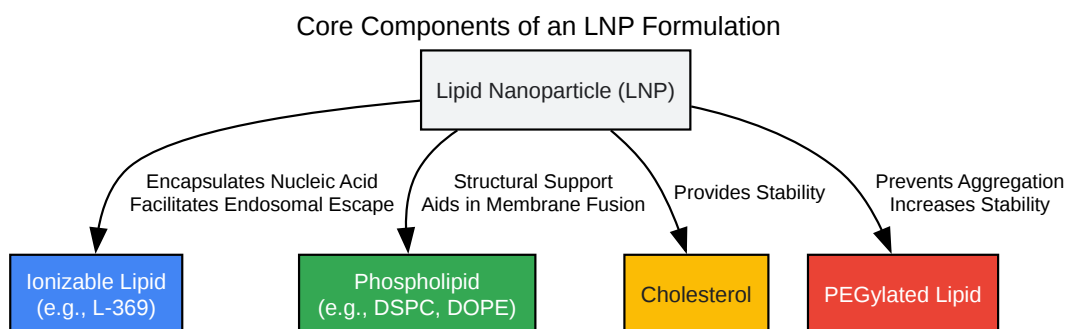 Core Components of an LNP Formulation
Lipid Nanoparticle (LNP)
Encapsulates Nucleic Acid
Facilitates Endosomal Escape
Structural Support
Aids in Membrane Fusion
Provides Stability
Prevents Aggregation
Increases Stability
Ionizable Lipid
(e.g., L-369)
Phospholipid
(e.g., DSPC, DOPE)
Cholesterol
PEGylated Lipid